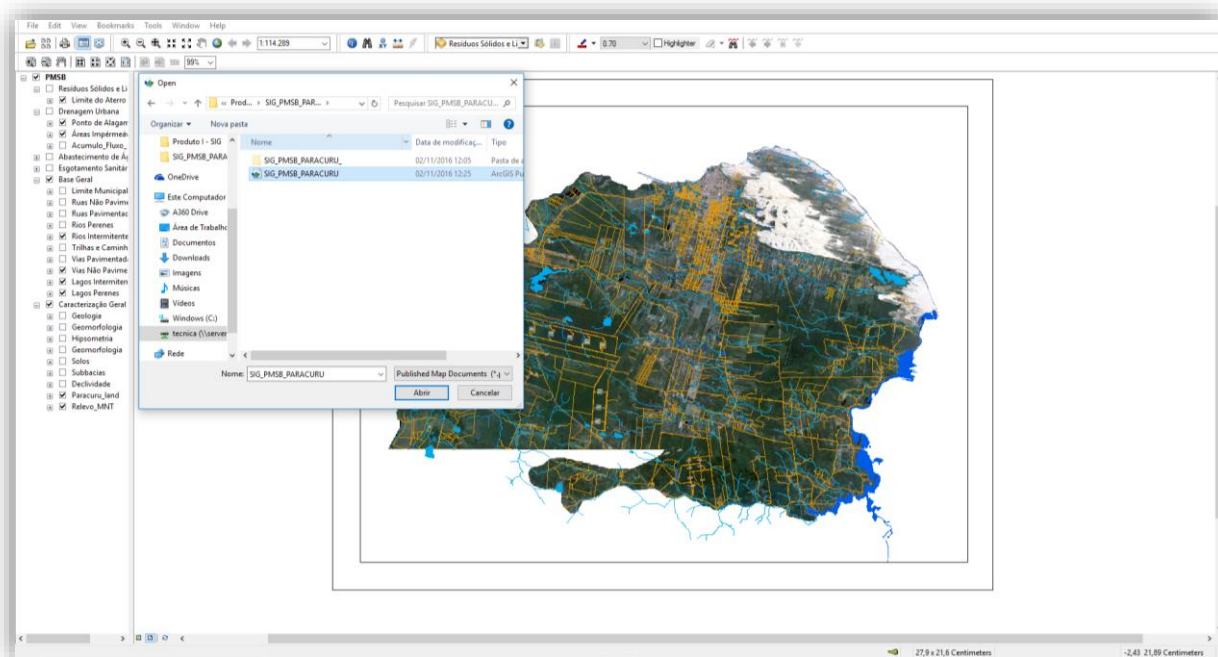 File Edit View Bookmarks Tools Window Help
1:114.289 Resíduos Sólidos e Li 0.70 Highlighter
99%
PMSB
Resíduos Sólidos e Li
Limite do Aterro
Drenagem Urbana
Ponto de Alagam
Áreas Impérmea
Acumulo_Fluxo_
Abastecimento de Ág
Esgotamento Sanitár
Base Geral
Limite Municipal
Ruas Não Pavime
Ruas Pavimentac
Rios Perenes
Rios Intermitente
Trilhas e Caminh
Vias Pavimentad
Vias Não Pavime
Lagos Intermiten
Lagos Perenes
Caracterização Geral
Geologia
Geomorfologia
Hipsometria
Geomorfologia
Solos
Subbacias
Declividade
Paracuru_land
Relevo_MNT
Open
« Prod... > SIG_PMSB_PAR... > Pesquisar SIG_PMSB_PARACU...
Organizar Nova pasta
Produto I - SIG
SIG_PMSB_PARA
OneDrive
Este Computador
A360 Drive
Área de Trabalho
Documentos
Downloads
Imagens
Músicas
Vídeos
Windows (C:)
tecnica (\\server
Rede
Nome Data de modificaç... Tipo
SIG_PMSB_PARACURU_ 02/11/2016 12:05 Pasta de a
SIG_PMSB_PARACURU 02/11/2016 12:25 ArcGIS Pu
Nome: SIG_PMSB_PARACURU Published Map Documents (*.
Abrir Cancelar
27,9 x 21,6 Centimeters -2,43 21,89 Centimeters